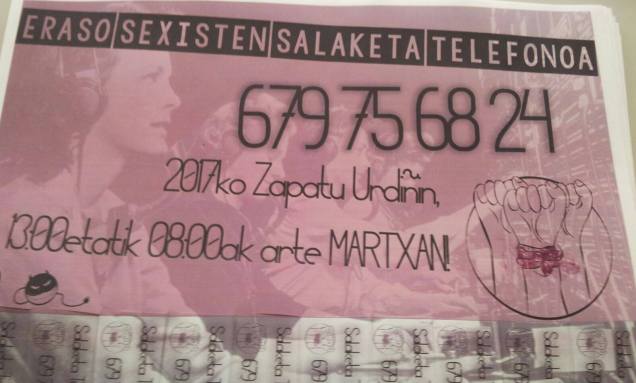 ERASO SEXISTEN SALAKETA TELEFONOA
679 75 68 24
2017ko Zapatu Urdiñin,
13:00etatik 08:00ak arte MARTXAN!